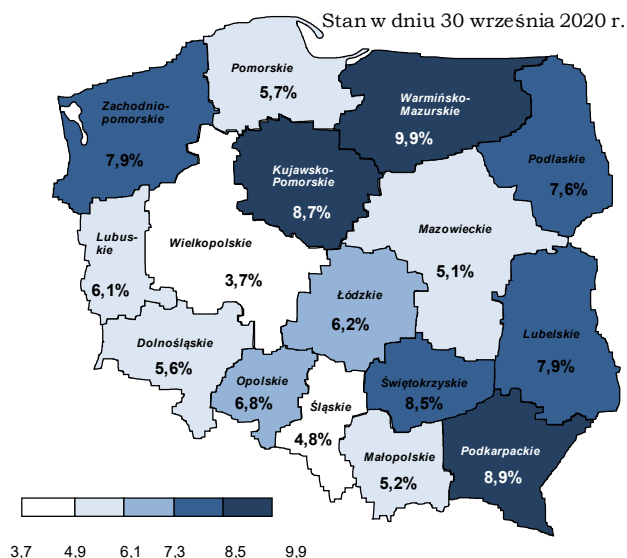 Stan w dniu 30 września 2020 r.
Pomorskie
5,7%
Zachodnio-
pomorskie
7,9%
Warmińsko-
Mazurskie
9,9%
Podlaskie
7,6%
Kujawsko-
Pomorskie
8,7%
Mazowieckie
5,1%
Lubus-
kie
6,1%
Wielkopolskie
3,7%
Łódzkie
6,2%
Lubelskie
7,9%
Dolnośląskie
5,6%
Opolskie
6,8%
Śląskie
4,8%
Świętokrzyskie
8,5%
Małopolskie
5,2%
Podkarpackie
8,9%
3.7 4.9 6.1 7.3 8.5 9.9